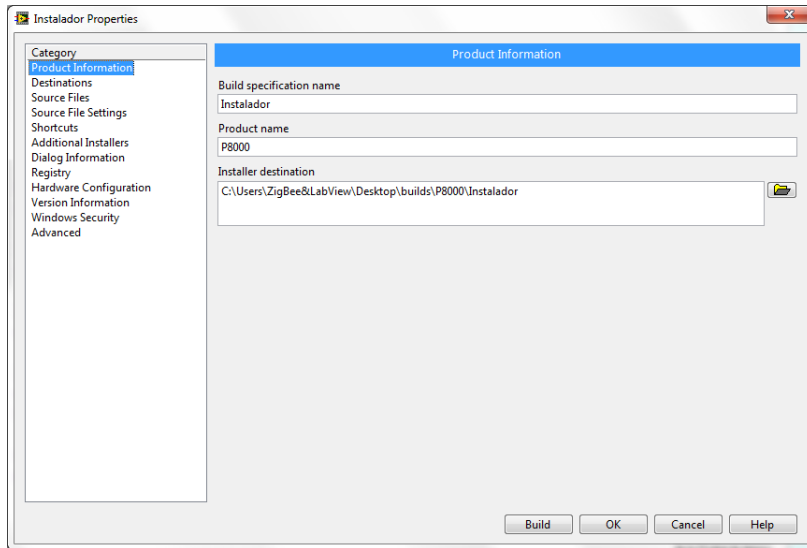 Instalador Properties
Category
Product Information
Destinations
Source Files
Source File Settings
Shortcuts
Additional Installers
Dialog Information
Registry
Hardware Configuration
Version Information
Windows Security
Advanced
Product Information
Build specification name
Instalador
Product name
P8000
Installer destination
C:\Users\ZigBee&LabView\Desktop\builds\P8000\Instalador
Build
OK
Cancel
Help